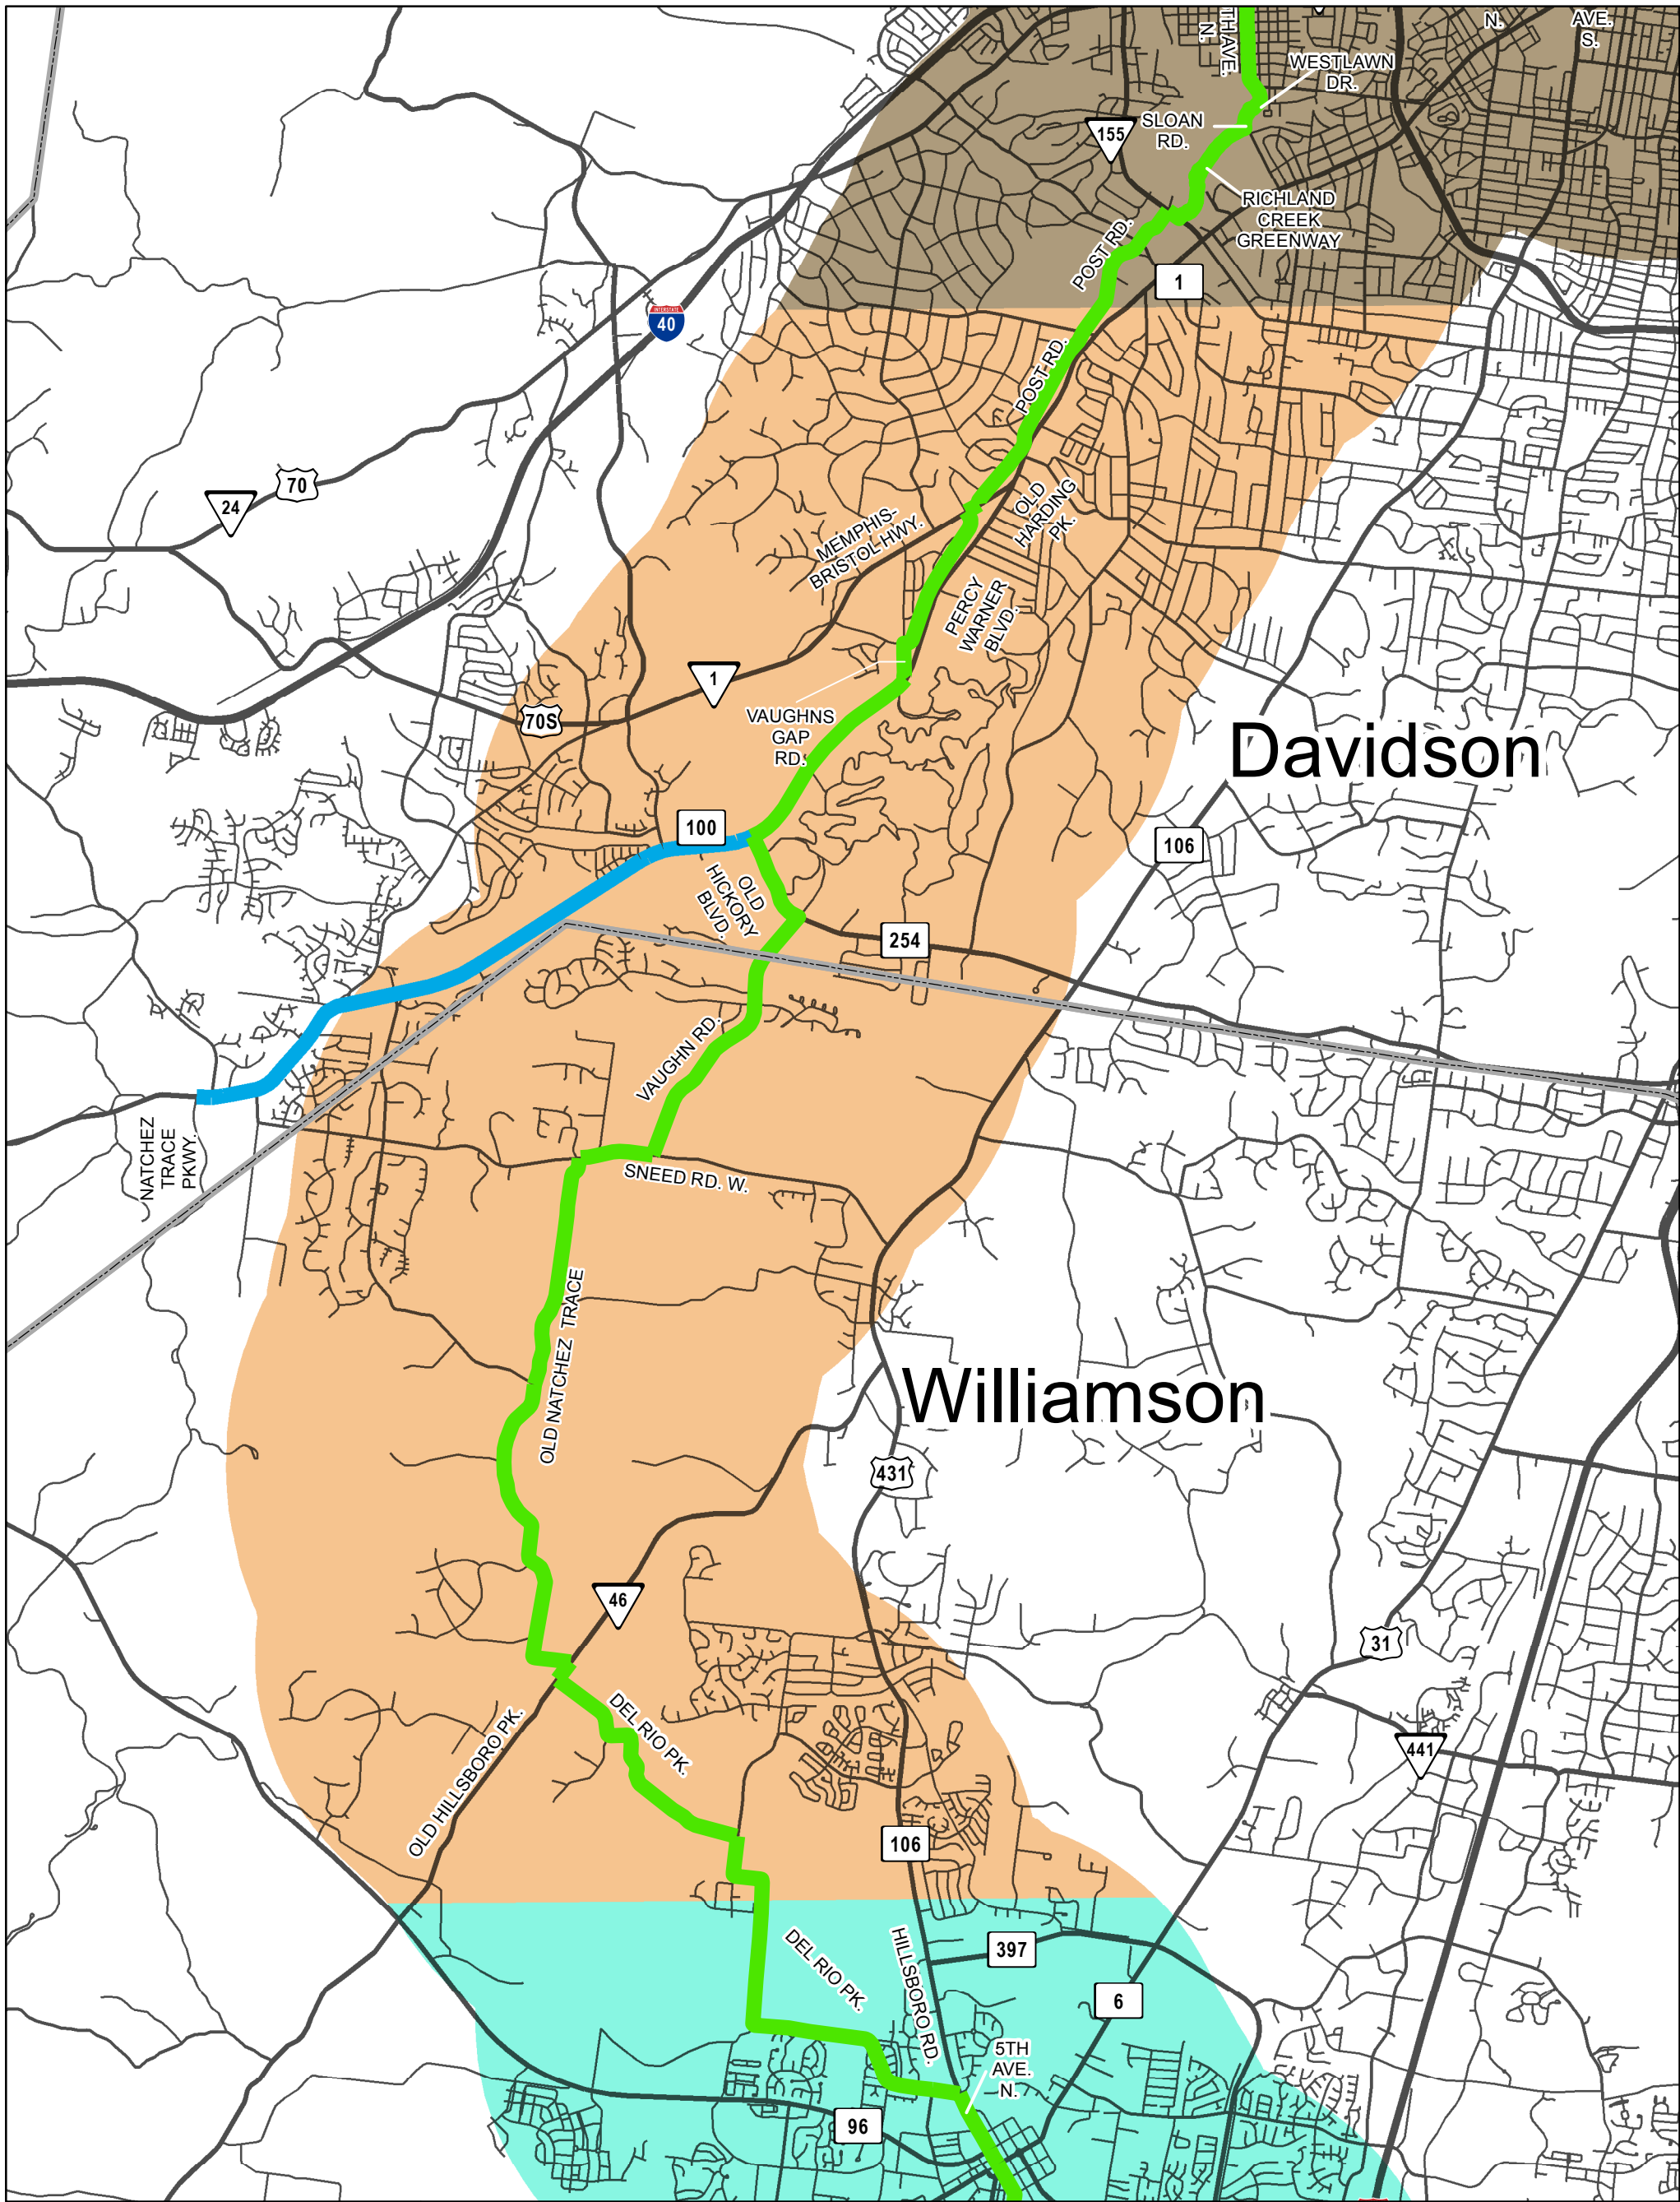 TH AVE.
N.
N.
AVE.
S.
WESTLAWN
DR.
SLOAN
RD.
155
RICHLAND
CREEK
GREENWAY
POST RD.
1
INTERSTATE
40
POST RD.
70
24
OLD
HARDING
PK.
MEMPHIS-
BRISTOL HWY.
PERCY
WARNER
BLVD.
1
70S
VAUGHNS
GAP
RD.
Davidson
100
106
OLD
HICKORY
BLVD.
254
VAUGHN RD.
NATCHEZ
TRACE
PKWY.
SNEED RD. W.
OLD NATCHEZ TRACE
Williamson
431
46
31
DEL RIO PK.
OLD HILLSBORO PK.
441
106
DEL RIO PK.
HILLSBORO RD.
397
6
5TH
AVE.
N.
96